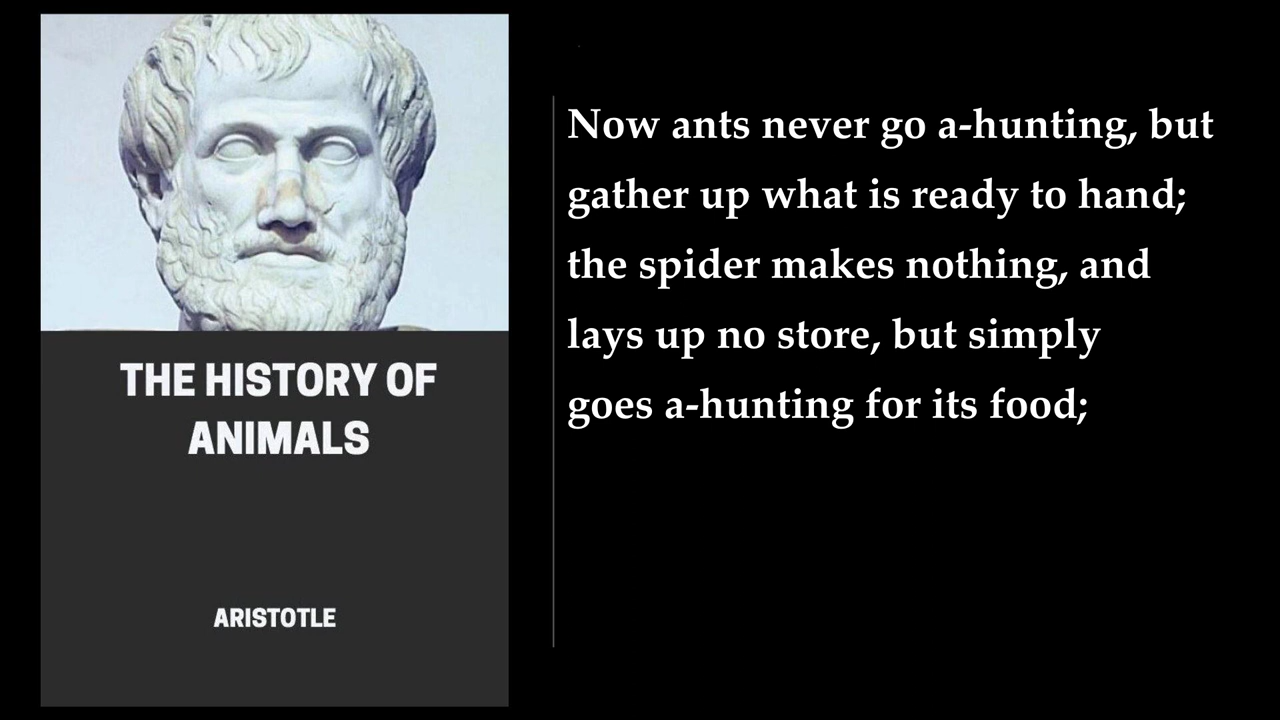 THE HISTORY OF
ANIMALS
ARISTOTLE
Now ants never go a-hunting, but
gather up what is ready to hand;
the spider makes nothing, and
lays up no store, but simply
goes a-hunting for its food;